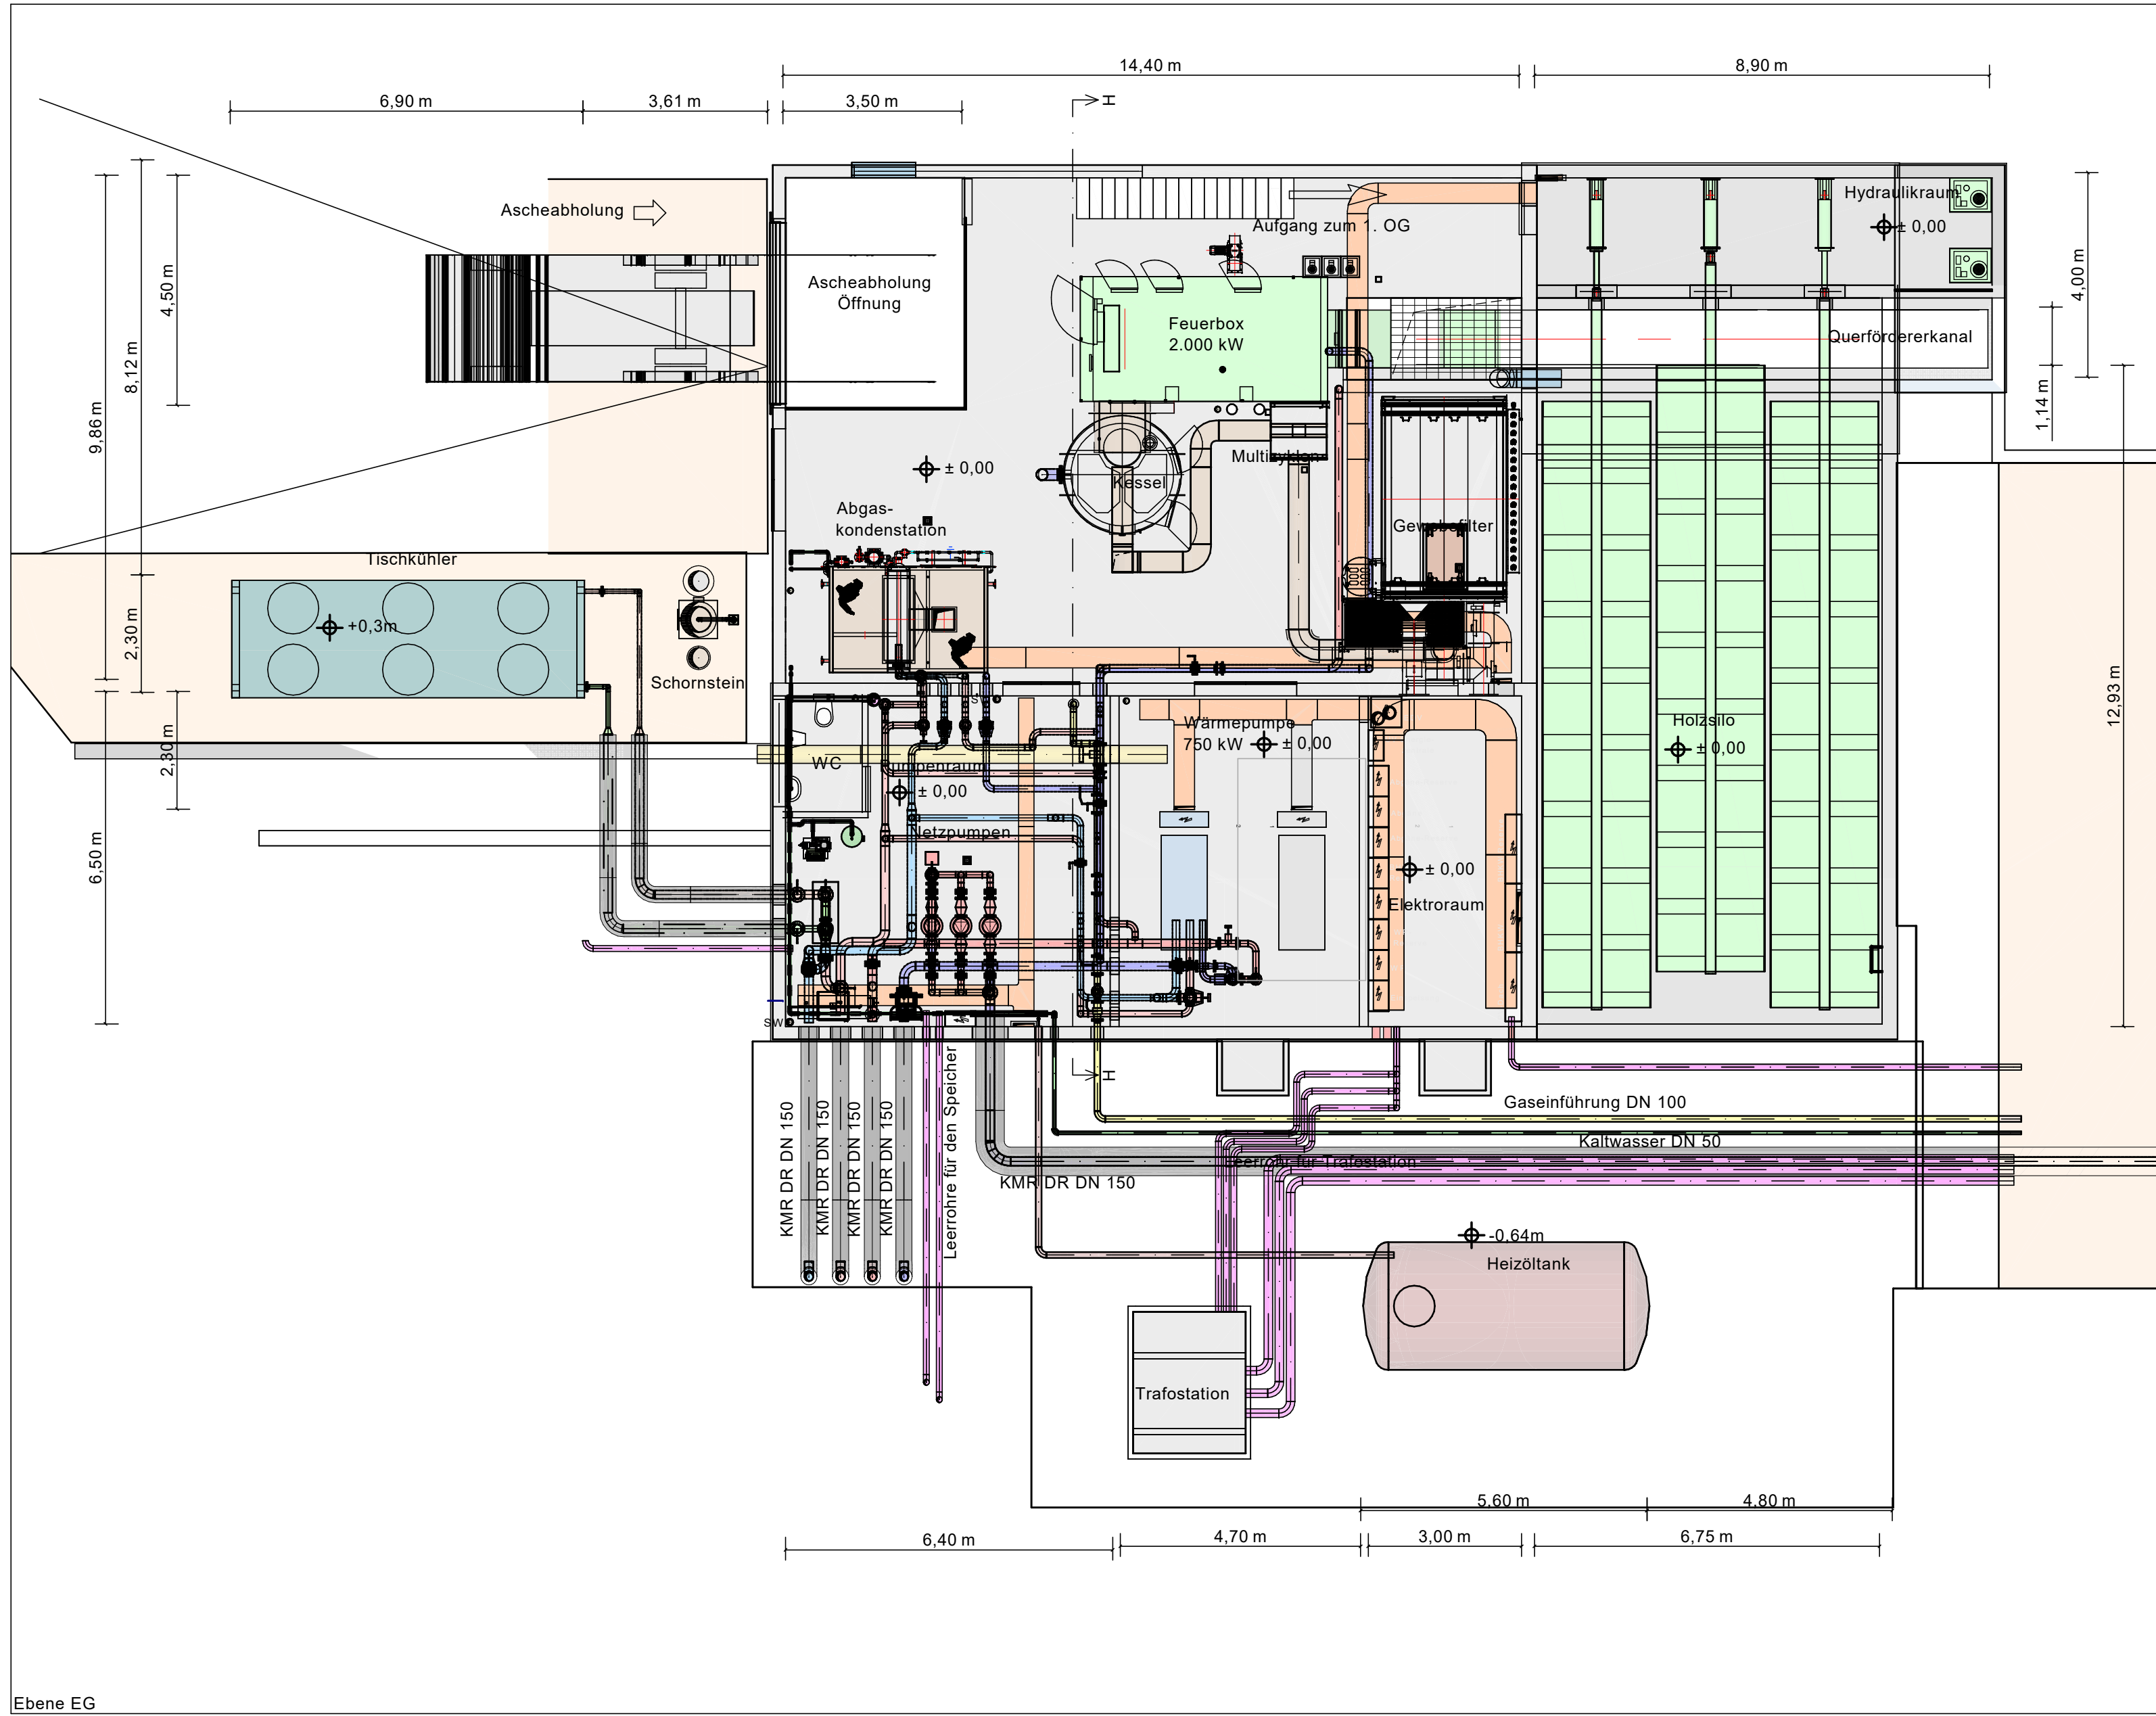 14,40 m
8,90 m
6,90 m
3,61 m
3,50 m
H
Ascheabholung
Hydraulikraum
± 0,00
Aufgang zum 1. OG
4,50 m
8,12 m
9,86 m
4,00 m
1,14 m
Ascheabholung
Öffnung
Feuerbox
2.000 kW
Querfördererkanal
± 0,00
Multizyklon
Kessel
Abgas-
kondenstation
Gewebefilter
Tischkühler
+0,3m
2,30 m
Schornstein
2,30 m
12,93 m
Wärmepumpe
750 kW
± 0,00
Holzsilo
± 0,00
WC
Pumpenraum
± 0,00
Netzpumpen
6,50 m
± 0,00
Elektroraum
SW
H
KMR DR DN 150
KMR DR DN 150
KMR DR DN 150
KMR DR DN 150
Leerrohre für den Speicher
Gaseinführung DN 100
Kaltwasser DN 50
Leerrohr für Trafostation
KMR DR DN 150
-0,64m
Heizöltank
Trafostation
5,60 m
4,80 m
6,40 m
4,70 m
3,00 m
6,75 m
Ebene EG